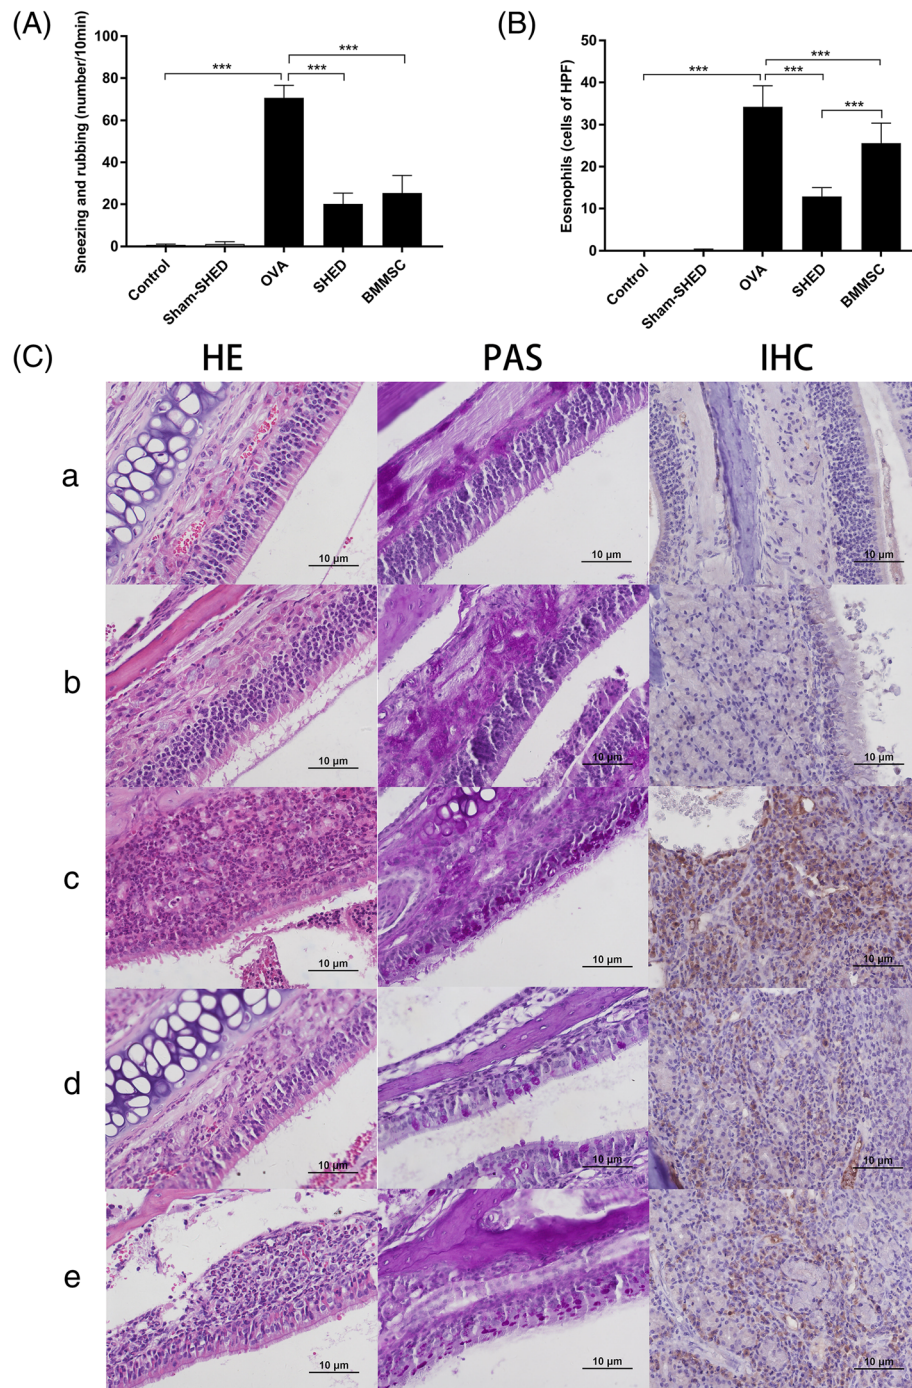 (A)
Sneezing and rubbing (number/10min)
100
80
60
40
20
0
***
***
***
Control
Sham-SHED
OVA
SHED
BMMSC
(B)
Eosnophils (cells of HPF)
50
40
30
20
10
0
***
***
***
***
Control
Sham-SHED
OVA
SHED
BMMSC
(C)
HE PAS IHC
a
10 μm 10 μm 10 μm
b
10 μm 10 μm 10 μm
c
10 μm 10 μm 10 μm
d
10 μm 10 μm 10 μm
e
10 μm 10 μm 10 μm